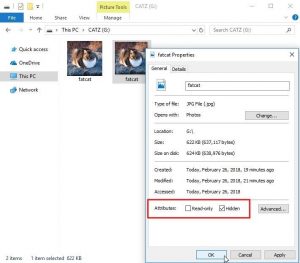 Picture Tools
CATZ (G:)
File
Home
Share
View
Manage
This PC
CATZ (G:)
Quick access
OneDrive
This PC
Network
fatcat
fatcat
fatcat Properties
General
Details
fatcat
Type of file:
JPG File (.jpg)
Opens with:
Photos
Change...
Location:
G:\
Size:
622 KB (637,117 bytes)
Size on disk:
624 KB (638,976 bytes)
Created:
Today, February 26, 2018, 19 minutes ago
Modified:
Today, February 26, 2018, 21 minutes ago
Accessed:
Today, February 26, 2018
Attributes:
Read-only
Hidden
Advanced...
OK
Cancel
Apply
4 items
1 item selected 622 KB